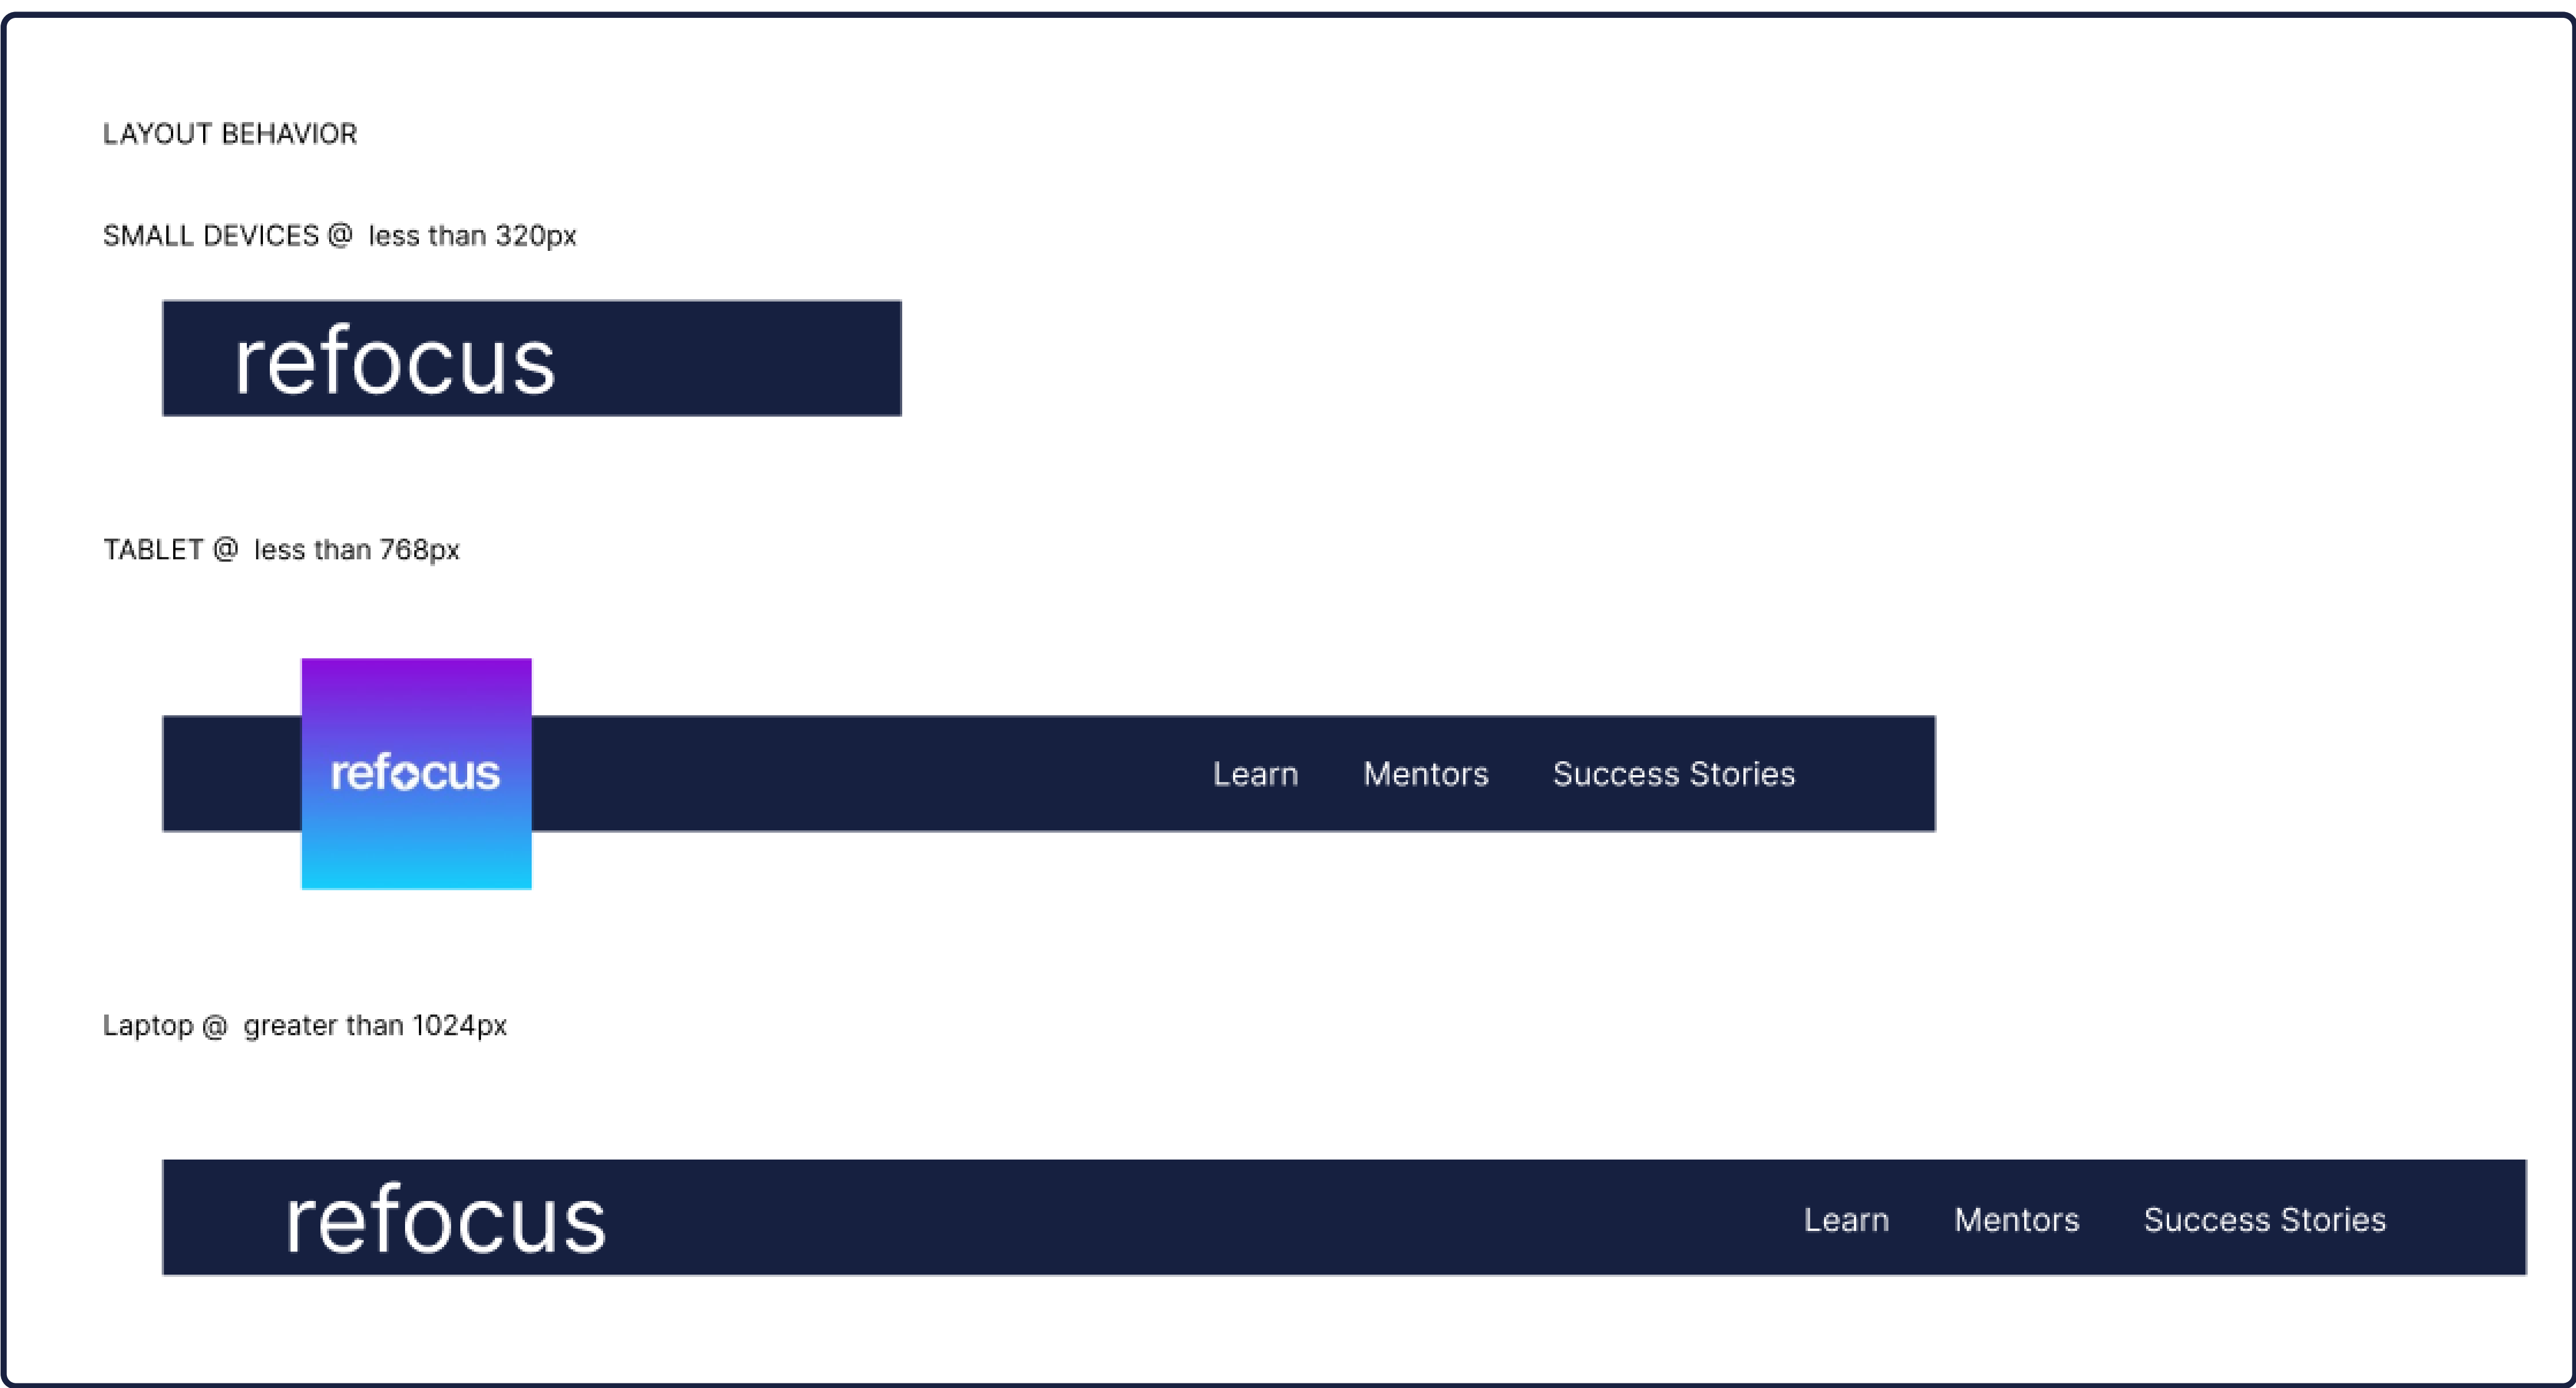 LAYOUT BEHAVIOR
SMALL DEVICES @ less than 320px
refocus
TABLET @ less than 768px
refocus
Learn Mentors Success Stories
Laptop @ greater than 1024px
refocus
Learn Mentors Success Stories